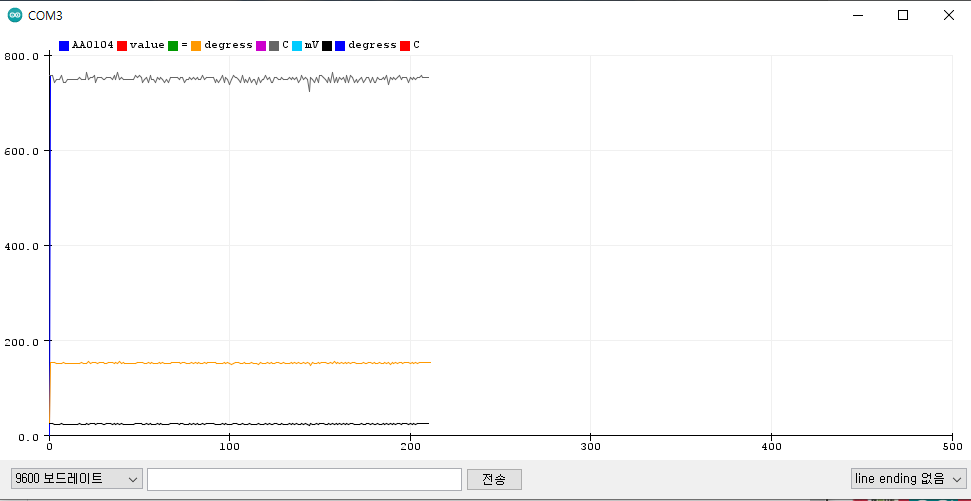 COM3
AA0104 value = degress C mV degress C
800.0
600.0
400.0
200.0
0.0
0 100 200 300 400 500
9600 보드레이트 전송 line ending 없음